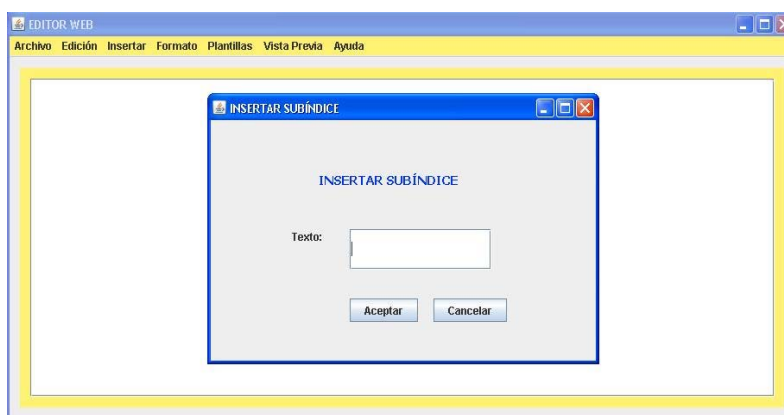 EDITOR WEB
Archivo Edición Insertar Formato Plantillas Vista Previa Ayuda
INSERTAR SUBÍNDICE
INSERTAR SUBÍNDICE
Texto:
Aceptar Cancelar